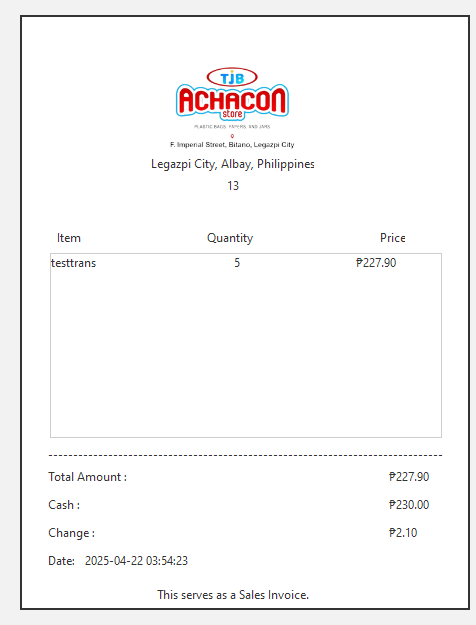 TJB
ACHACON
store
PLASTIC BAGS, PAPERS, AND JARS
F. Imperial Street, Bitano, Legazpi City
Legazpi City, Albay, Philippines
13
Item Quantity Price
testtrans 5 ₱227.90
Total Amount : ₱227.90
Cash : ₱230.00
Change : ₱2.10
Date: 2025-04-22 03:54:23
This serves as a Sales Invoice.